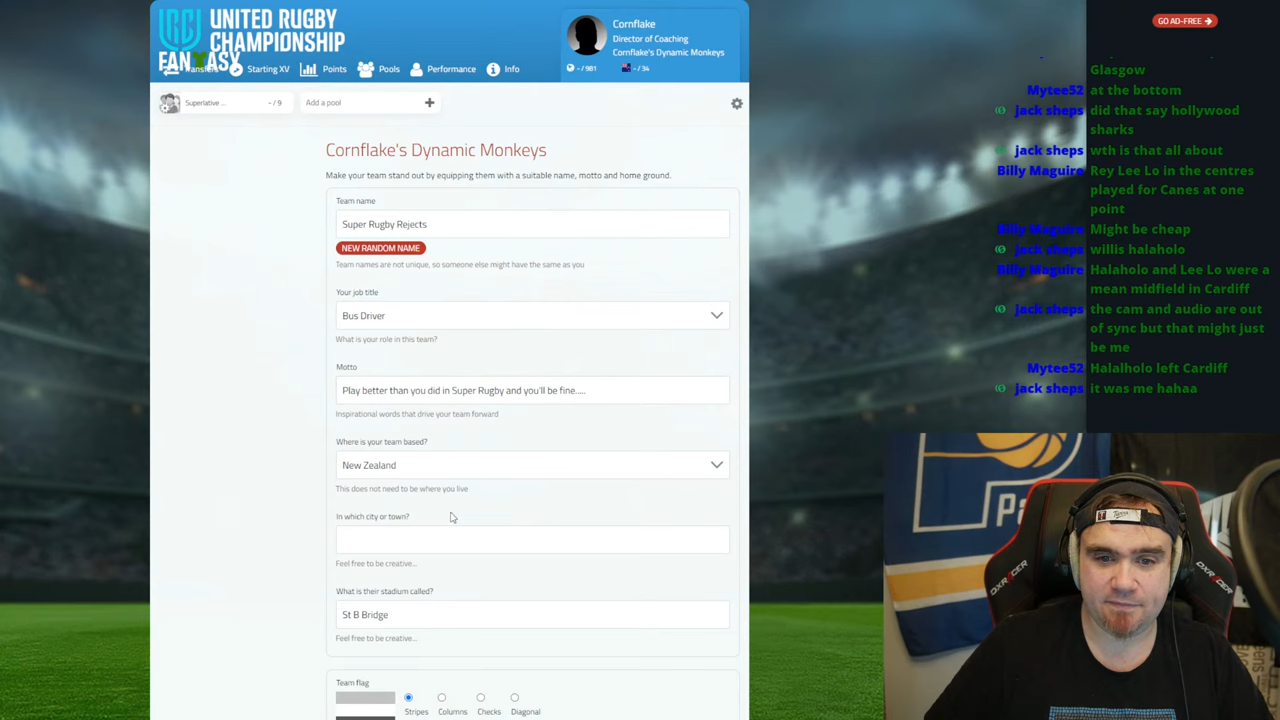 UNITED RUGBY
CHAMPIONSHIP
FANTASY
Cornflake
Director of Coaching
Cornflake's Dynamic Monkeys
- / 981
- / 34
Transfers
Starting XV
Points
Pools
Performance
Info
Superlative ...
- / 9
Add a pool
Cornflake's Dynamic Monkeys
Make your team stand out by equipping them with a suitable name, motto and home ground.
Team name
Super Rugby Rejects
NEW RANDOM NAME
Team names are not unique, so someone else might have the same as you
Your job title
Bus Driver
What is your role in this team?
Motto
Play better than you did in Super Rugby and you'll be fine.....
Inspirational words that drive your team forward
Where is your team based?
New Zealand
This does not need to be where you live
In which city or town?
Feel free to be creative...
What is their stadium called?
St B Bridge
Feel free to be creative...
Team flag
Stripes
Columns
Checks
Diagonal
GO AD-FREE
Glasgow
Mytee52 at the bottom
jack sheps did that say hollywood
sharks
jack sheps wth is that all about
Billy Maguire Rey Lee Lo in the centres
played for Canes at one
point
Billy Maguire Might be cheap
jack sheps willis halaholo
Billy Maguire Halaholo and Lee Lo were a
mean midfield in Cardiff
jack sheps the cam and audio are out
of sync but that might just
be me
Mytee52 Halalholo left Cardiff
jack sheps it was me hahaa
Pa
DXRACER
DXRACER